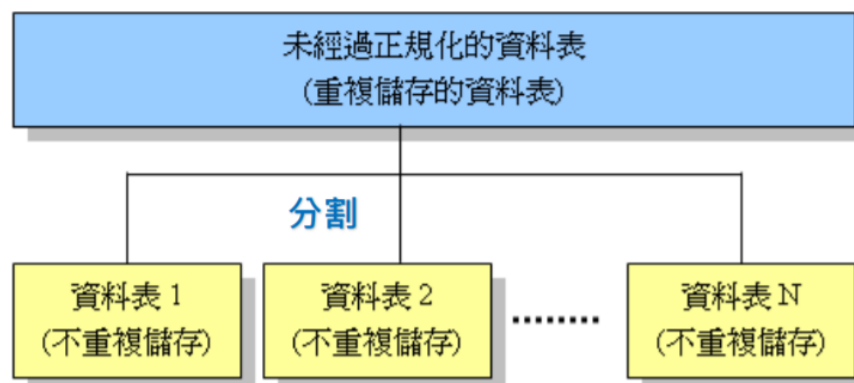 未經過正規化的資料表
(重複儲存的資料表)
分割
資料表 1
(不重複儲存)
資料表 2
(不重複儲存)
資料表 N
(不重複儲存)